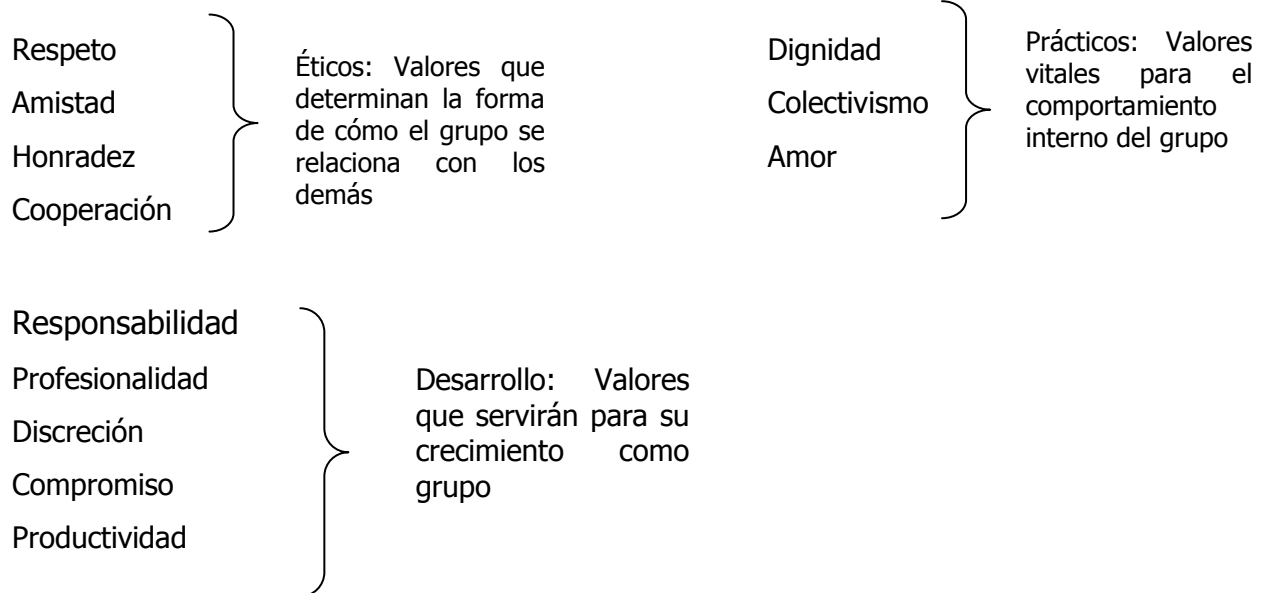 Respeto
Amistad
Honradez
Cooperación
Éticos: Valores que
determinan la forma
de cómo el grupo se
relaciona con los
demás
Dignidad
Colectivismo
Amor
Prácticos: Valores
vitales para el
comportamiento
interno del grupo
Responsabilidad
Profesionalidad
Discreción
Compromiso
Productividad
Desarrollo: Valores
que servirán para su
crecimiento como
grupo